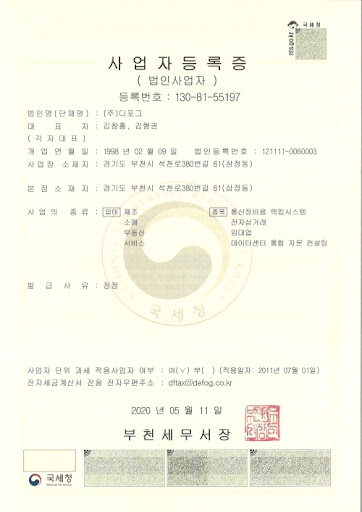 국세청
nts.go.kr
사 업 자 등 록 증
( 법인사업자 )
등록번호 : 130-81-55197
법인명(단체명) : (주)디포그
대 표 자 : 김창홍, 김형권
( 각 자 대 표 )
개 업 연 월 일 : 1998 년 02 월 09 일 법인등록번호 : 121111-0060003
사업장 소재지 : 경기도 부천시 석천로380번길 61(삼정동)
본 점 소 재 지 : 경기도 부천시 석천로380번길 61(삼정동)
사 업 의 종 류 : 업태 제조 종목 통신장비용 랙킹시스템
소매 전자상거래
부동산 임대업
서비스 데이터센터 통합 자문 컨설팅
국세청
발 급 사 유 : 정정
사업자 단위 과세 적용사업자 여부 : 여(∨) 부( ) (적용일자: 2011년 07월 01일)
전자세금계산서 전용 전자우편주소 : dftax@defog.co.kr
2020 년 05 월 11 일
부 천 세 무 서 장
국세청
National Tax Service